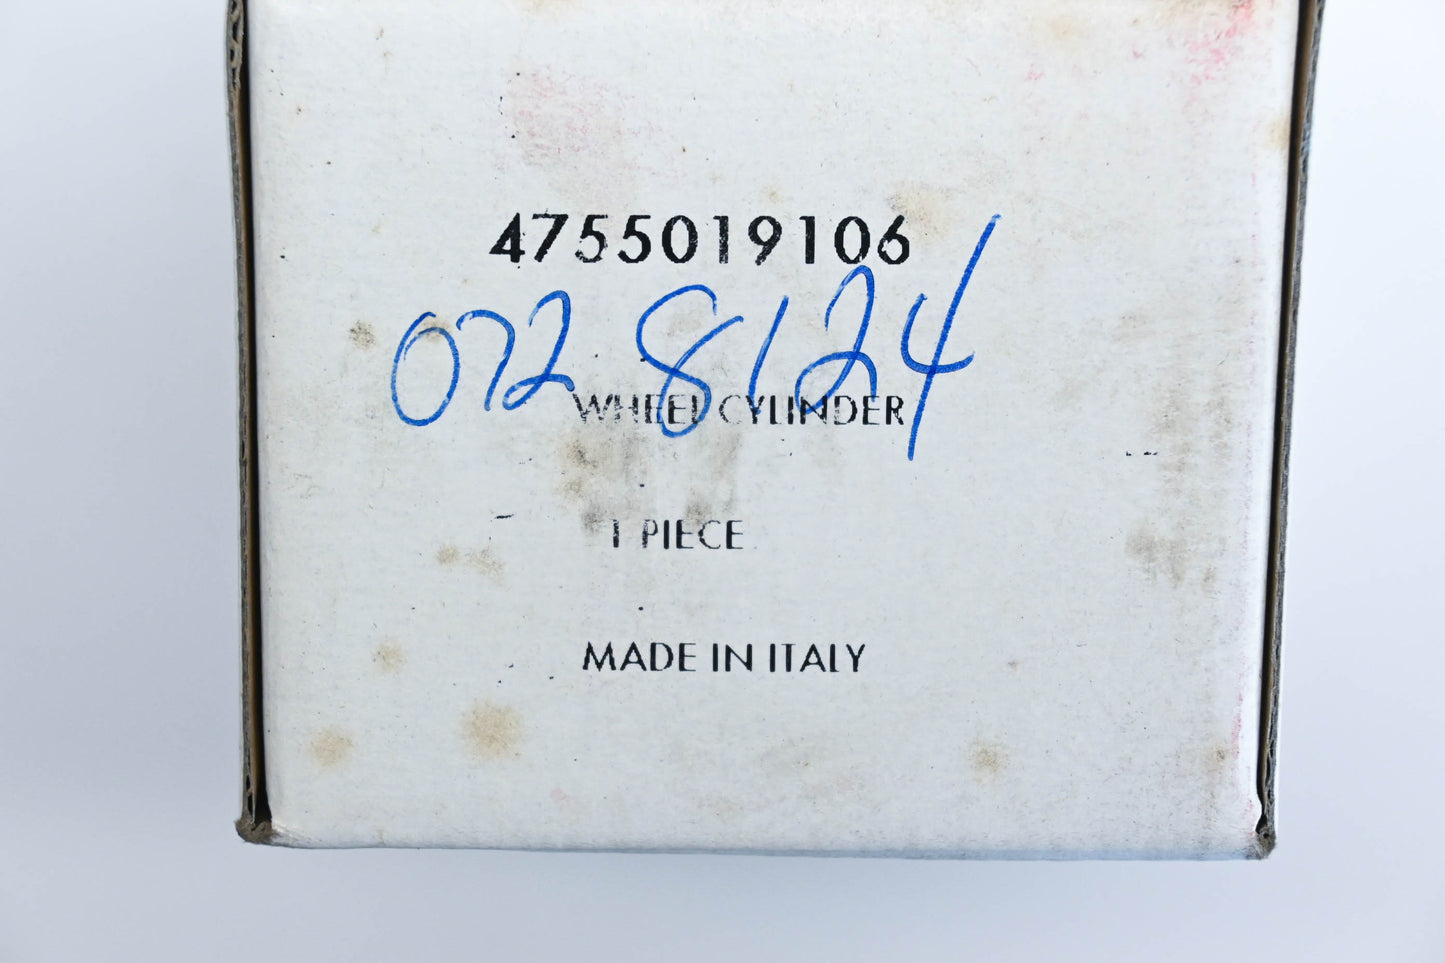 4755019106
072 8124
WHEEL CYLINDER
1 PIECE
MADE IN ITALY